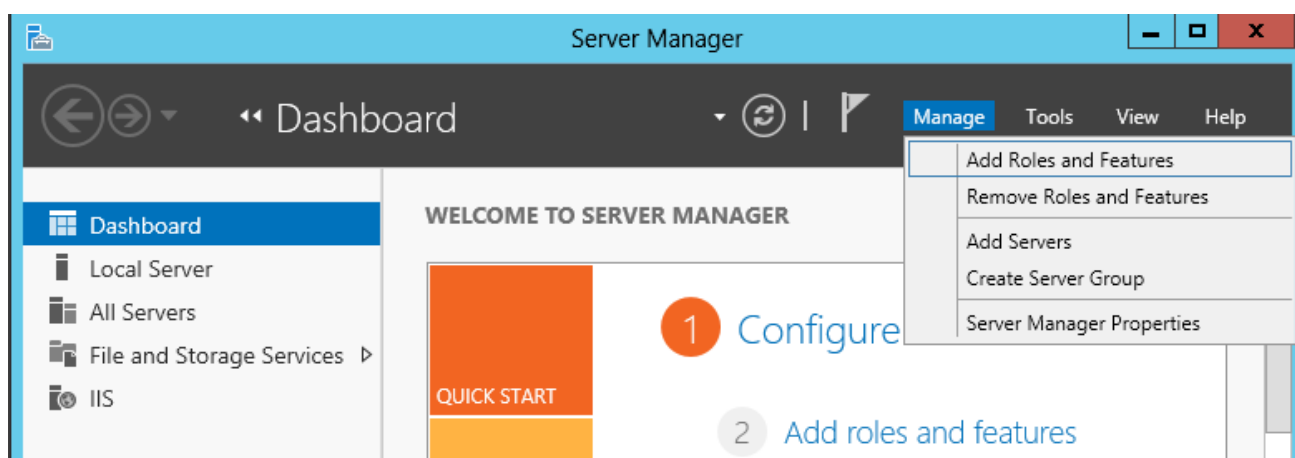 Server Manager
Dashboard
Manage Tools View Help
Add Roles and Features
Remove Roles and Features
Add Servers
Create Server Group
Server Manager Properties
Dashboard
Local Server
All Servers
File and Storage Services
IIS
WELCOME TO SERVER MANAGER
QUICK START
1 Configure
2 Add roles and features